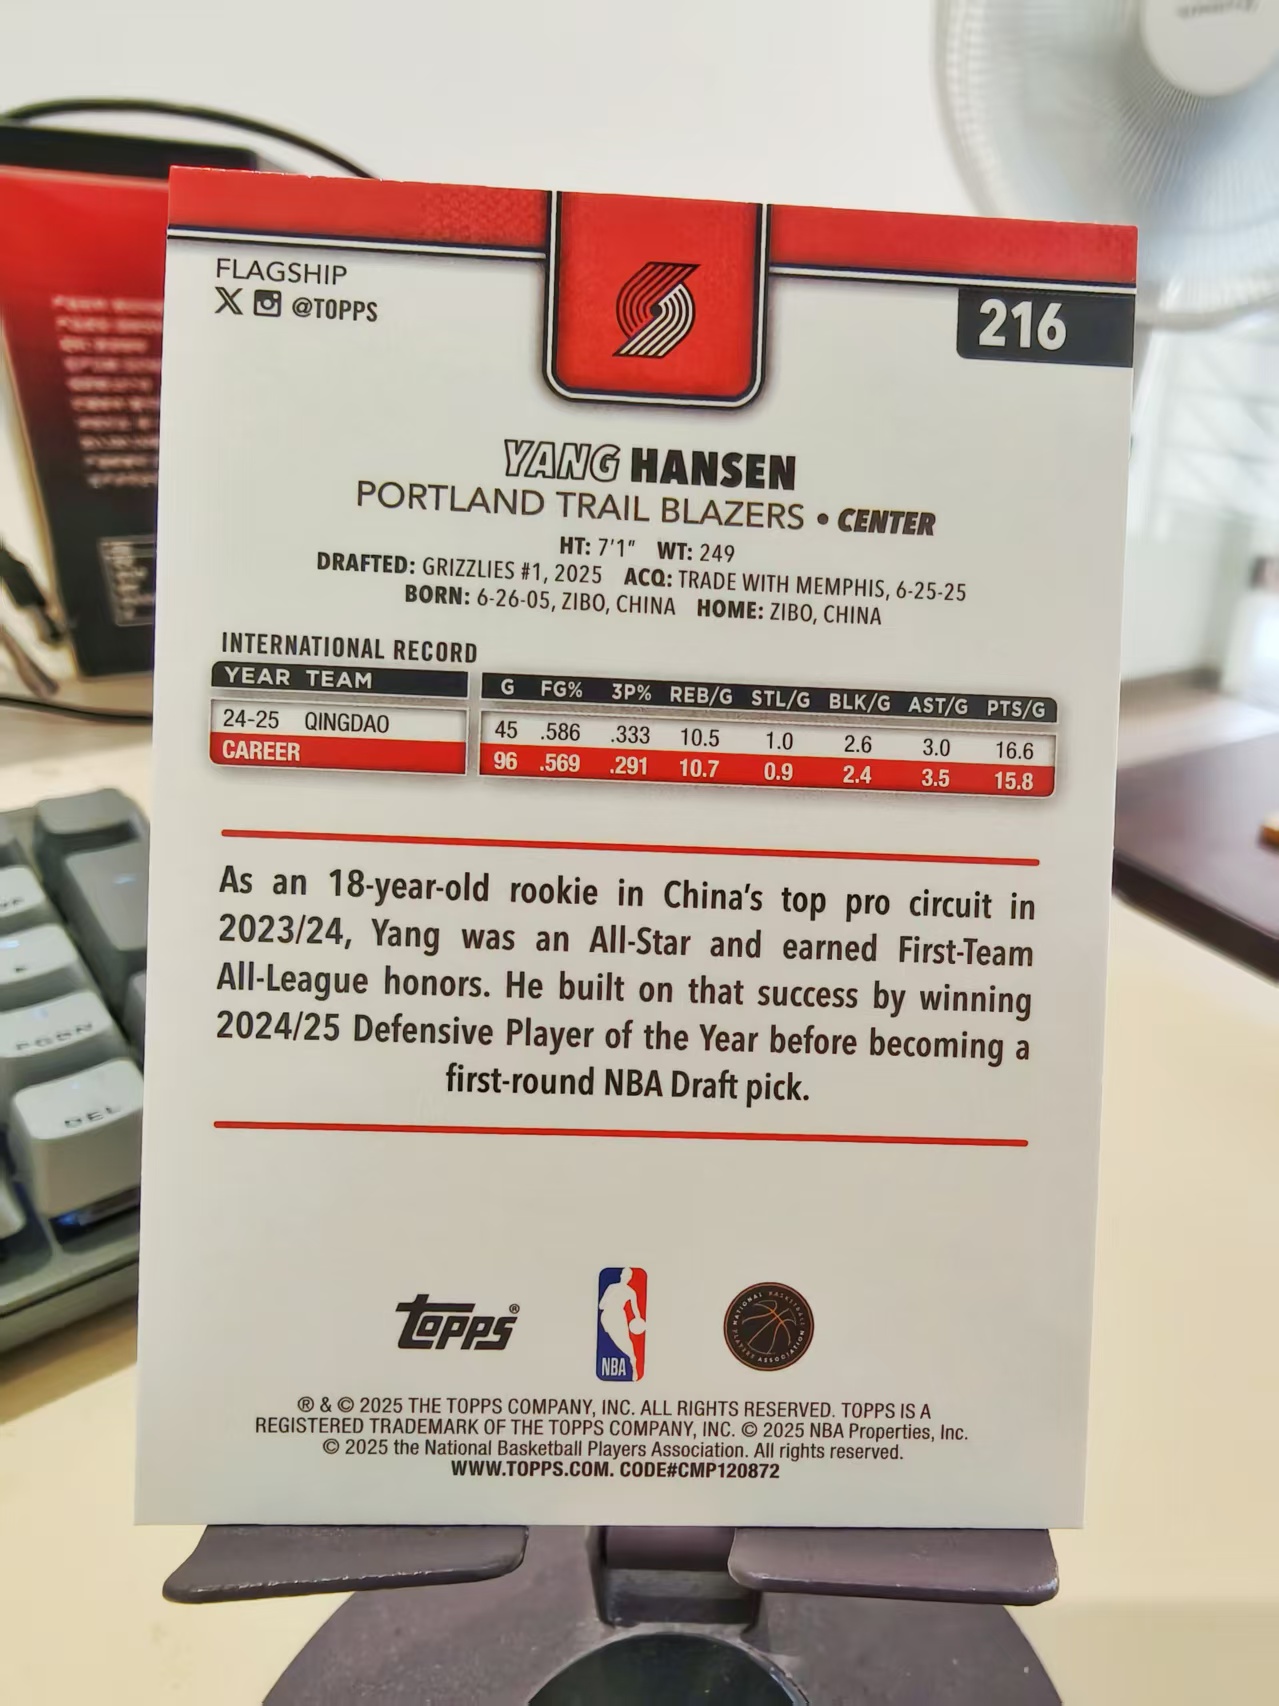 FLAGSHIP
X @TOPPS
216
YANG HANSEN
PORTLAND TRAIL BLAZERS • CENTER
HT: 7'1" WT: 249
DRAFTED: GRIZZLIES #1, 2025 ACQ: TRADE WITH MEMPHIS, 6-25-25
BORN: 6-26-05, ZIBO, CHINA HOME: ZIBO, CHINA
INTERNATIONAL RECORD
YEAR TEAM G FG% 3P% REB/G STL/G BLK/G AST/G PTS/G
24-25 QINGDAO 45 .586 .333 10.5 1.0 2.6 3.0 16.6
CAREER 96 .569 .291 10.7 0.9 2.4 3.5 15.8
As an 18-year-old rookie in China's top pro circuit in
2023/24, Yang was an All-Star and earned First-Team
All-League honors. He built on that success by winning
2024/25 Defensive Player of the Year before becoming a
first-round NBA Draft pick.
Topps®
NBA
NATIONAL BASKETBALL PLAYERS ASSOCIATION
® & © 2025 THE TOPPS COMPANY, INC. ALL RIGHTS RESERVED. TOPPS IS A
REGISTERED TRADEMARK OF THE TOPPS COMPANY, INC. © 2025 NBA Properties, Inc.
© 2025 the National Basketball Players Association. All rights reserved.
WWW.TOPPS.COM. CODE#CMP120872
PGDN
DEL